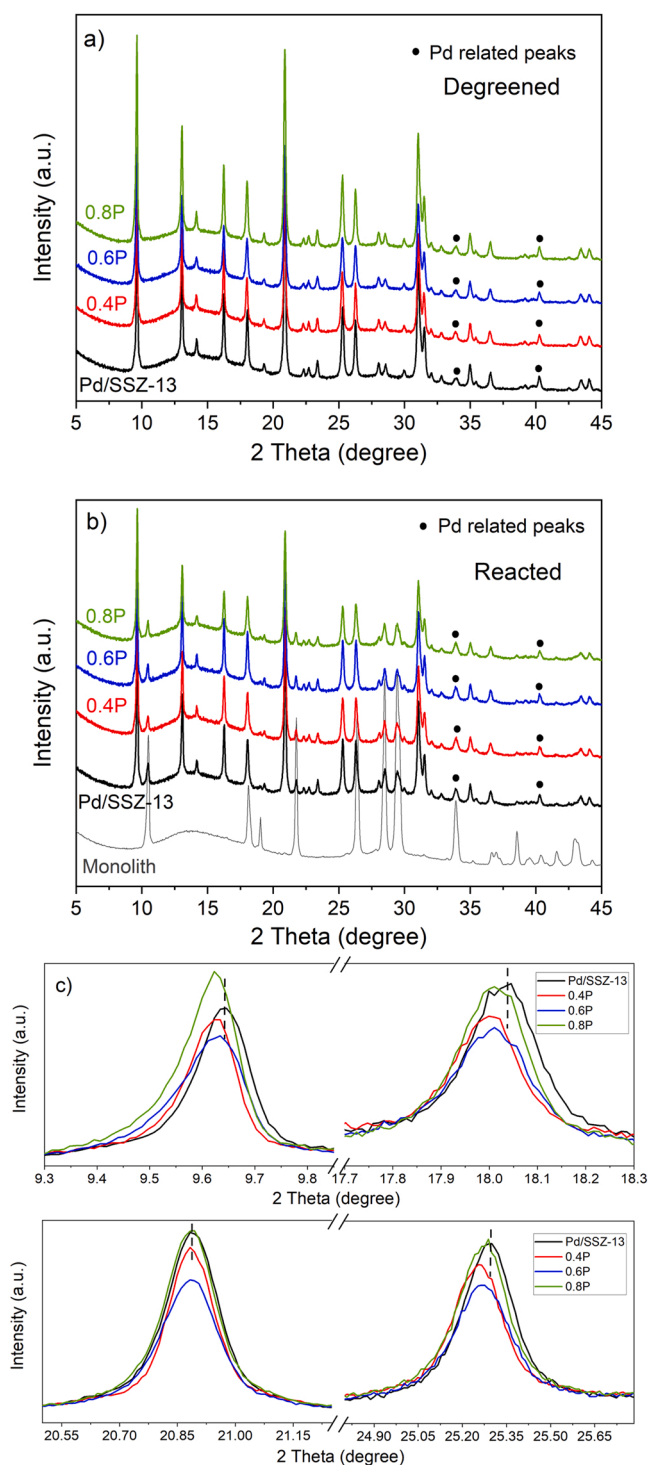 a)
● Pd related peaks
Degreened
0.8P
0.6P
0.4P
Pd/SSZ-13
Intensity (a.u.)
5 10 15 20 25 30 35 40 45
2 Theta (degree)
b)
● Pd related peaks
Reacted
0.8P
0.6P
0.4P
Pd/SSZ-13
Monolith
Intensity (a.u.)
5 10 15 20 25 30 35 40 45
2 Theta (degree)
c)
Pd/SSZ-13
0.4P
0.6P
0.8P
Intensity (a.u.)
9.3 9.4 9.5 9.6 9.7 9.8 17.7 17.8 17.9 18.0 18.1 18.2 18.3
2 Theta (degree)
Pd/SSZ-13
0.4P
0.6P
0.8P
Intensity (a.u.)
20.55 20.70 20.85 21.00 21.15 24.90 25.05 25.20 25.35 25.50 25.65
2 Theta (degree)